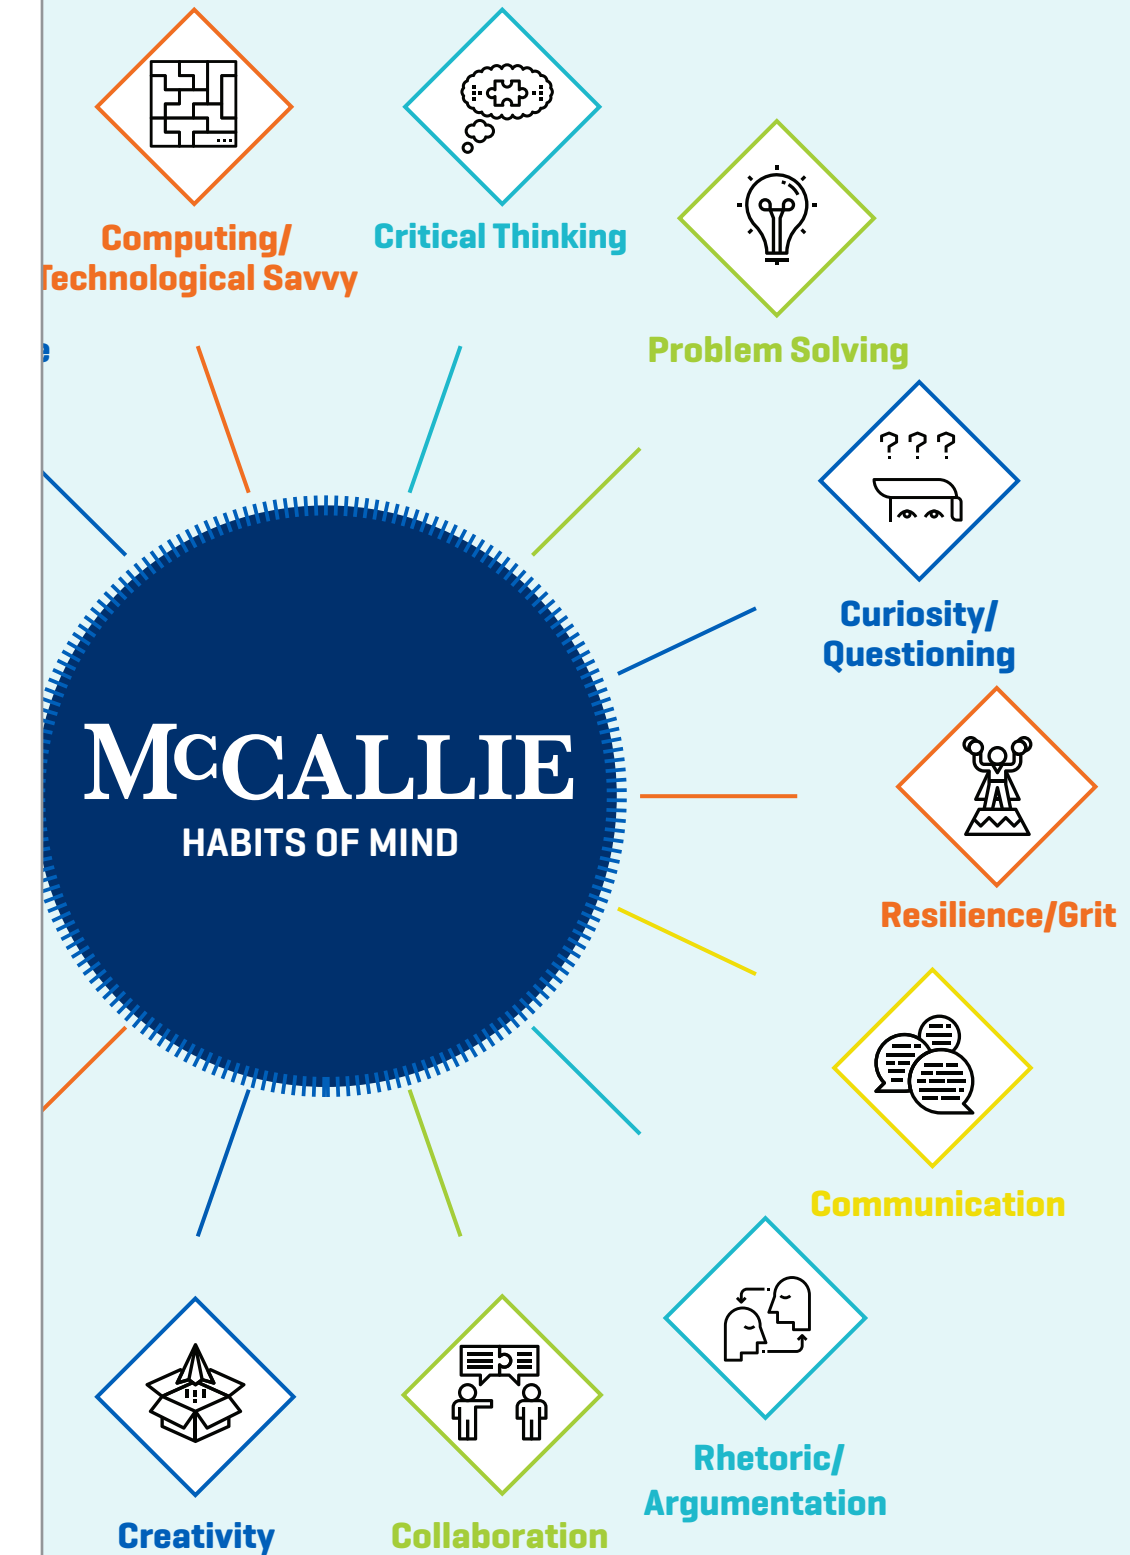 Computing/
Technological Savvy
Critical Thinking
Problem Solving
e
Curiosity/
Questioning
McCALLIE
HABITS OF MIND
Resilience/Grit
Communication
Rhetoric/
Argumentation
Creativity
Collaboration